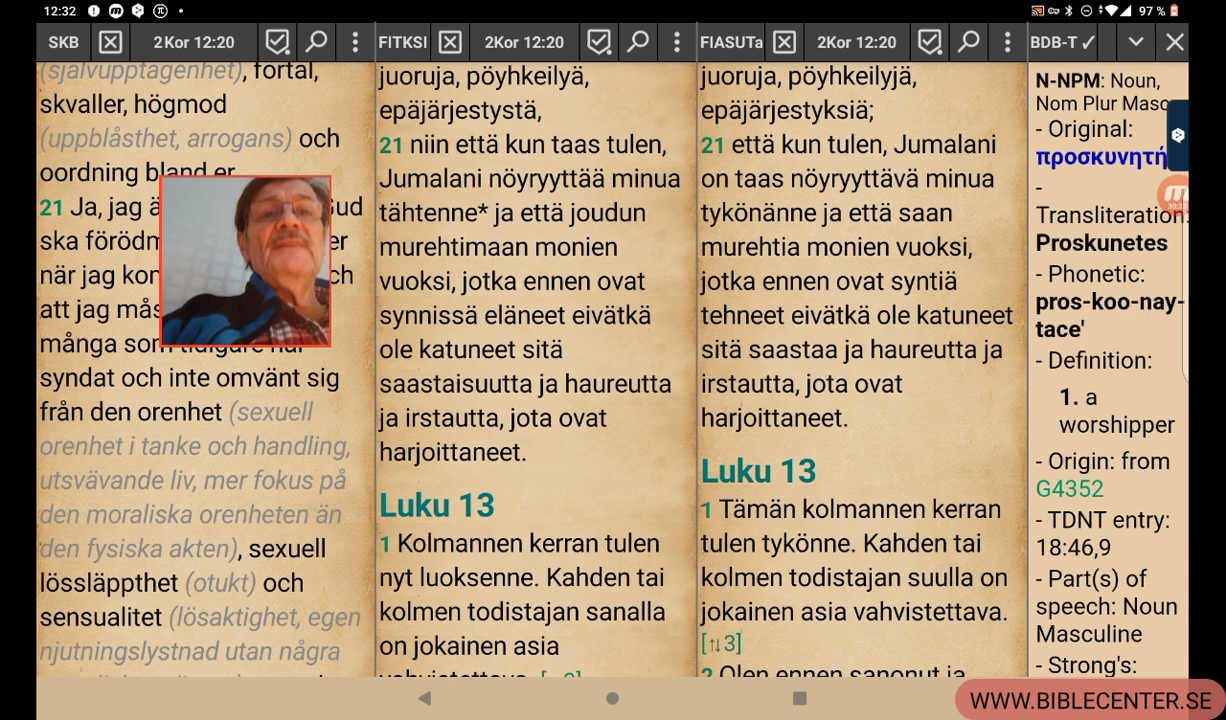 12:32
97 %
SKB
2Kor 12:20
FITKSI
2Kor 12:20
FIASUTa
2Kor 12:20
BDB-T ✓
(självupptagenhet), förtal,
skvaller, högmod
(uppblåsthet, arrogans) och
oordning bland er.
21 Ja, jag
ska
när jag
att jag
många som tidigare har
syndat och inte omvänt sig
från den orenhet (sexuell
orenhet i tanke och handling,
utsvävande liv, mer fokus på
den moraliska orenheten än
den fysiska akten), sexuell
lössläppthet (otukt) och
sensualitet (lösaktighet, egen
njutningslystnad utan några
juoruja, pöyhkeilyä,
epäjärjestystä,
21 niin että kun taas tulen,
Jumalani nöyryyttää minua
tähtenne* ja että joudun
murehtimaan monien
vuoksi, jotka ennen ovat
synnissä eläneet eivätkä
ole katuneet sitä
saastaisuutta ja haureutta
ja irstautta, jota ovat
harjoittaneet.
Luku 13
1 Kolmannen kerran tulen
nyt luoksenne. Kahden tai
kolmen todistajan sanalla
on jokainen asia
juoruja, pöyhkeilyjä,
epäjärjestyksiä;
21 että kun tulen, Jumalani
on taas nöyryyttävä minua
tykönänne ja että saan
murehtia monien vuoksi,
jotka ennen ovat syntiä
tehneet eivätkä ole katuneet
sitä saastaa ja haureutta ja
irstautta, jota ovat
harjoittaneet.
Luku 13
1 Tämän kolmannen kerran
tulen tykönne. Kahden tai
kolmen todistajan suulla on
jokainen asia vahvistettava.
[⇅3]
2 Olen ennen sanonut ja
N-NPM: Noun,
Nom Plur Masc
- Original:
προσκυνητή
-
Transliteration:
Proskunetes
- Phonetic:
pros-koo-nay-
tace'
- Definition:
1. a
worshipper
- Origin: from
G4352
- TDNT entry:
18:46,9
- Part(s) of
speech: Noun
Masculine
- Strong's:
WWW.BIBLECENTER.SE